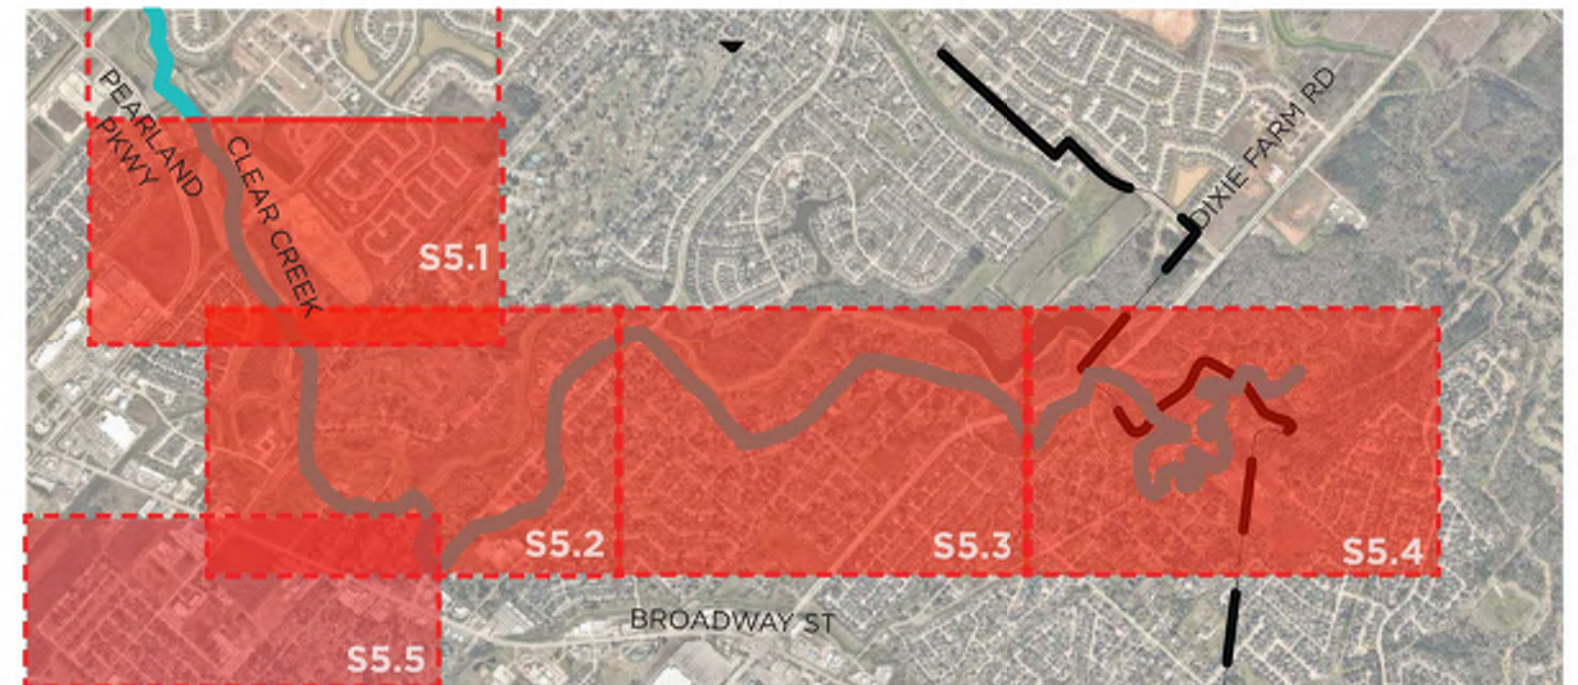 PEARLAND
PKWY
CLEAR CREEK
DIXIE FARM RD
S5.1
S5.2
S5.3
S5.4
BROADWAY ST
S5.5